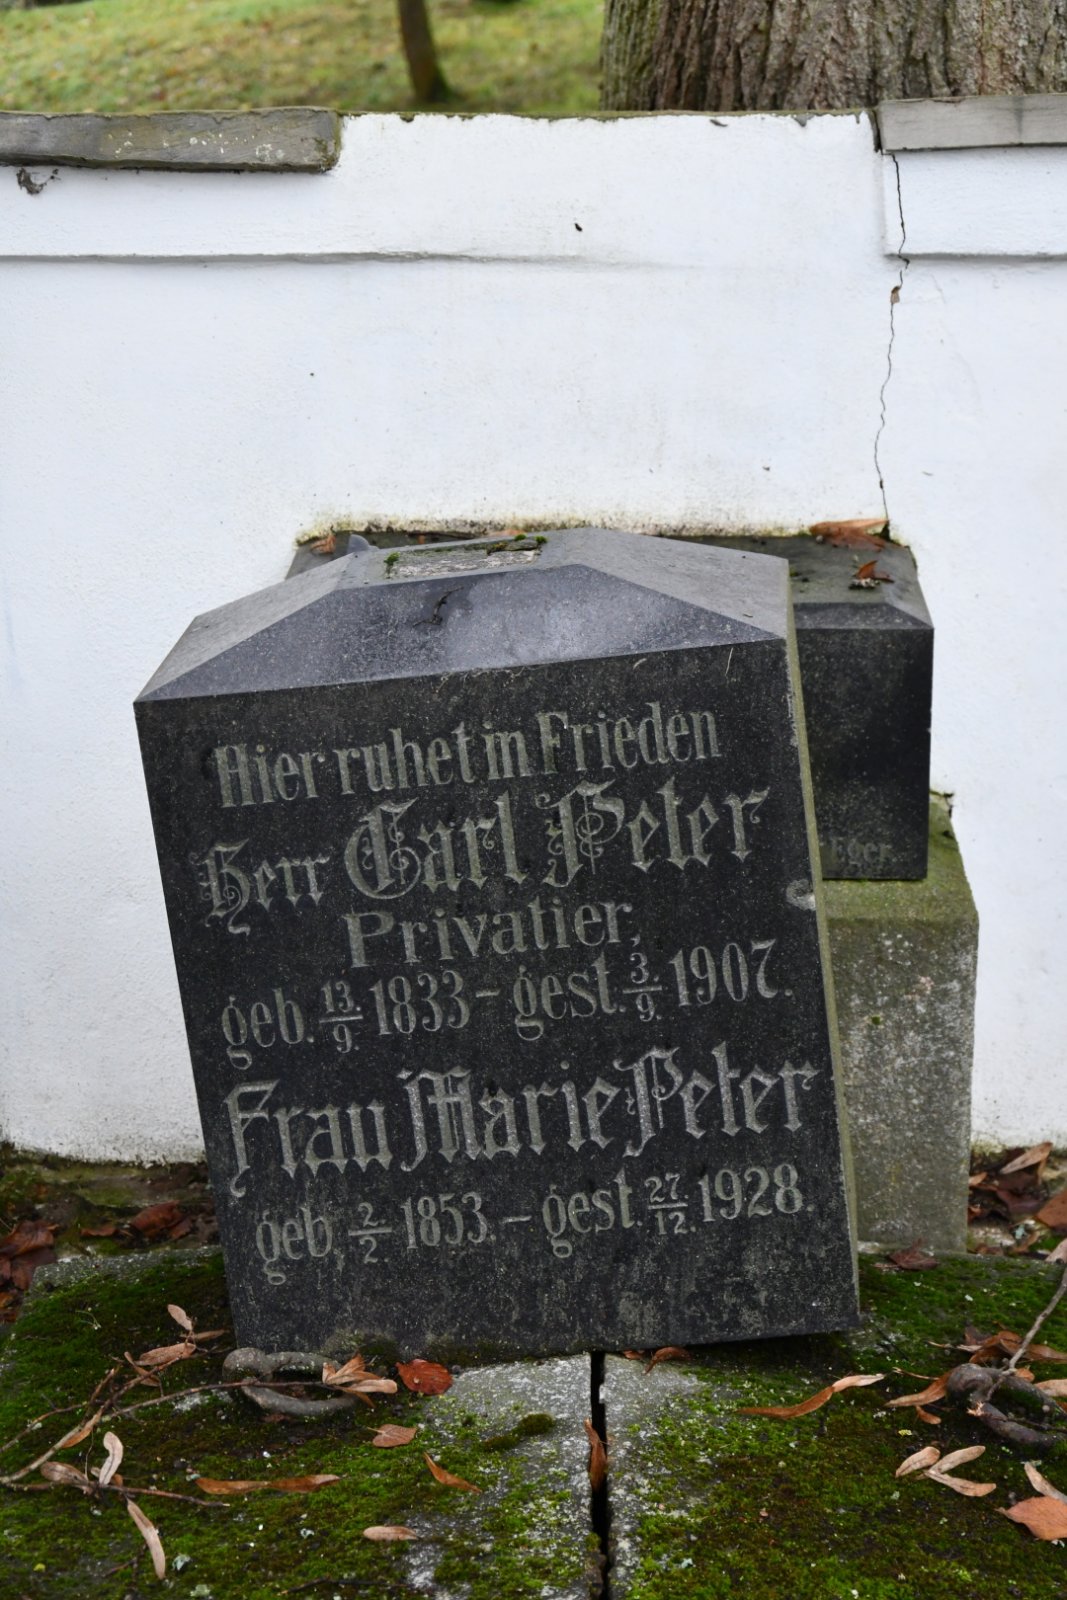 Hier ruhet in Frieden
Herr Carl Peter
Privatier,
geb. 13./9. 1833 - gest. 3./9. 1907.
Frau Marie Peter
geb. 2./2. 1853. - gest. 27./12. 1928.
Eger.